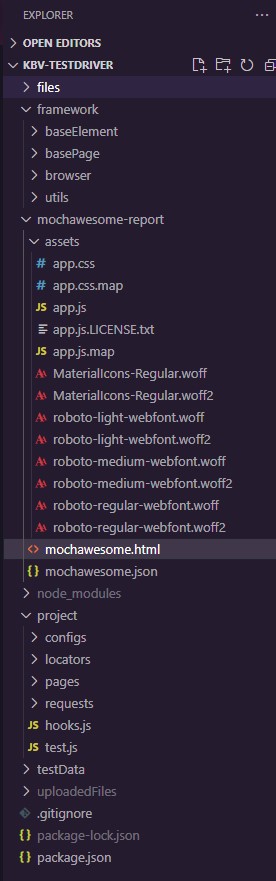 EXPLORER
OPEN EDITORS
KBV-TESTDRIVER
files
framework
baseElement
basePage
browser
utils
mochawesome-report
assets
# app.css
app.css.map
JS app.js
app.js.LICENSE.txt
JS app.js.map
MaterialIcons-Regular.woff
MaterialIcons-Regular.woff2
roboto-light-webfont.woff
roboto-light-webfont.woff2
roboto-medium-webfont.woff
roboto-medium-webfont.woff2
roboto-regular-webfont.woff
roboto-regular-webfont.woff2
<> mochawesome.html
{} mochawesome.json
node_modules
project
configs
locators
pages
requests
JS hooks.js
JS test.js
testData
uploadedFiles
.gitignore
{} package-lock.json
{} package.json